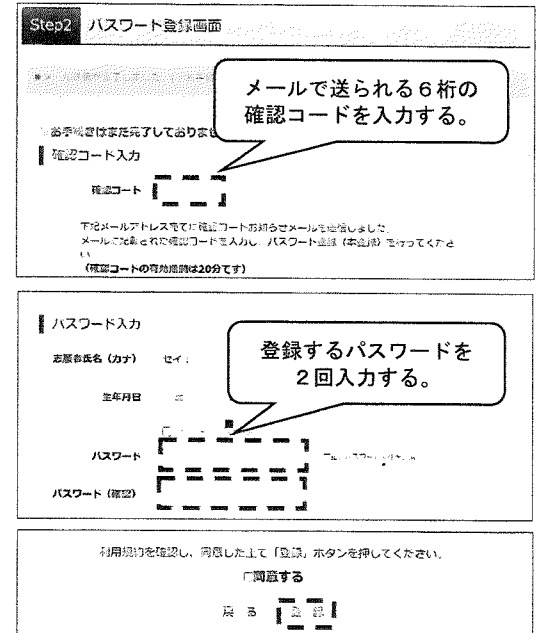 Step2 パスワード登録画面
メールで送られる6桁の
確認コードを入力する。
お手続きはまだ完了しておりませ
確認コード入力
確認コード
下記メールアドレス宛てに確認コードお知らせメールを送信しました。
メールに記載された確認コードを入力し、パスワード登録（本登録）を行ってくださ
い
（確認コードの有効期間は20分です）
パスワード入力
志願者氏名（カナ） セイ：
登録するパスワードを
2回入力する。
生年月日
パスワード
パスワード（確認）
利用規約を確認し、同意した上で「登録」ボタンを押してください。
同意する
戻る 登録